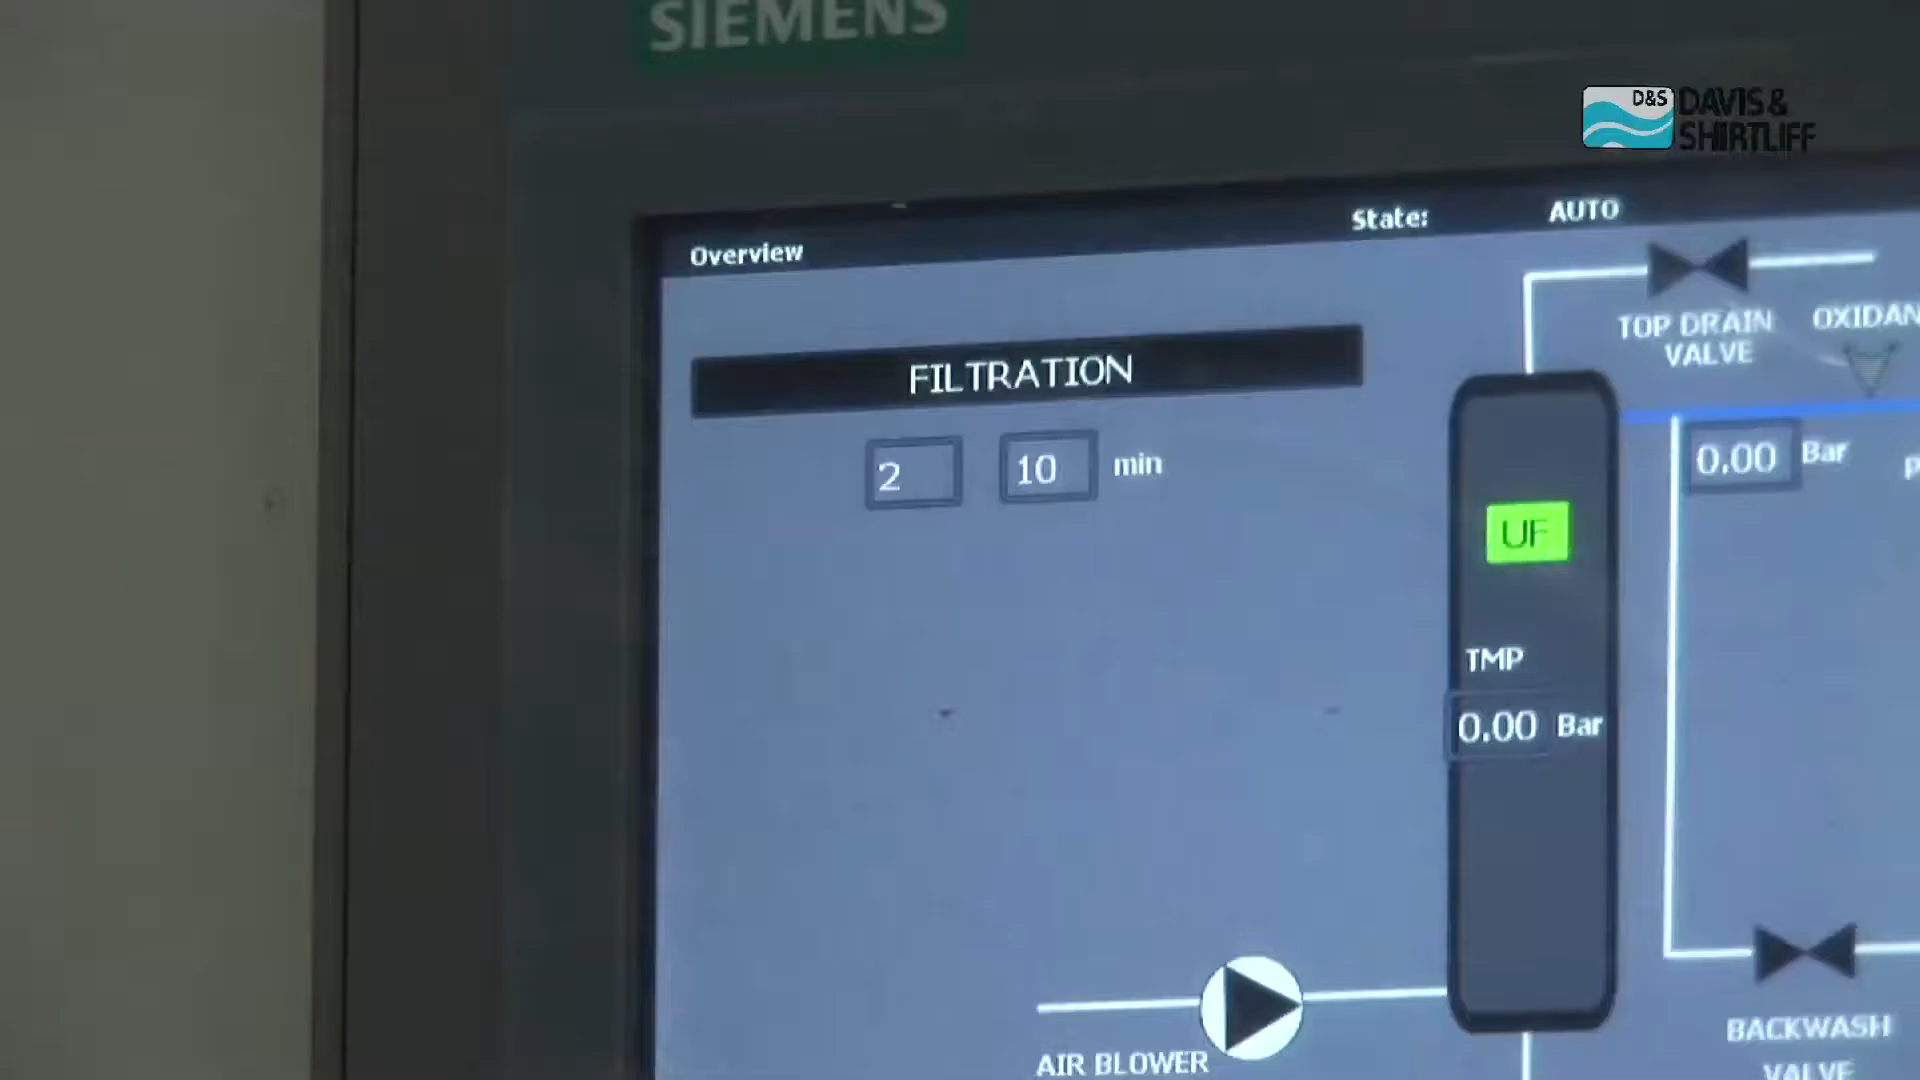 SIEMENS
D&S
DAVIS &
SHIRTLIFF
Overview
State:
AUTO
FILTRATION
2
10
min
TOP DRAIN
VALVE
0.00
Bar
UF
TMP
0.00
Bar
AIR BLOWER
BACKWASH
VALVE